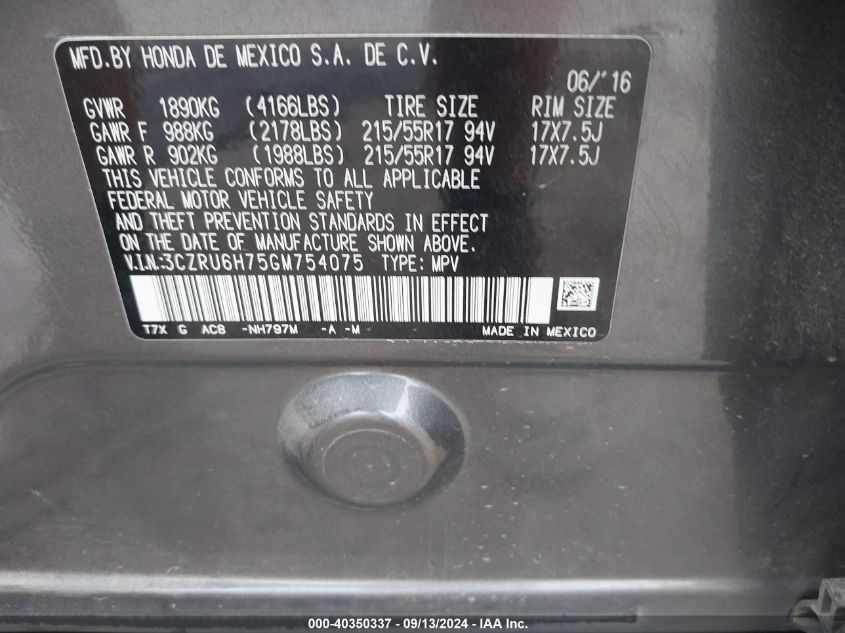 MFD.BY HONDA DE MEXICO S.A. DE C.V.
06/'16
GVWR 1890KG (4166LBS) TIRE SIZE RIM SIZE
GAWR F 988KG (2178LBS) 215/55R17 94V 17X7.5J
GAWR R 902KG (1988LBS) 215/55R17 94V 17X7.5J
THIS VEHICLE CONFORMS TO ALL APPLICABLE
FEDERAL MOTOR VEHICLE SAFETY
AND THEFT PREVENTION STANDARDS IN EFFECT
ON THE DATE OF MANUFACTURE SHOWN ABOVE.
V.I.N.:3CZRU6H75GM754075 TYPE: MPV
T7X G AC8 -NH797M -A -M- MADE IN MEXICO
000-40350337 - 09/13/2024 - IAA Inc.